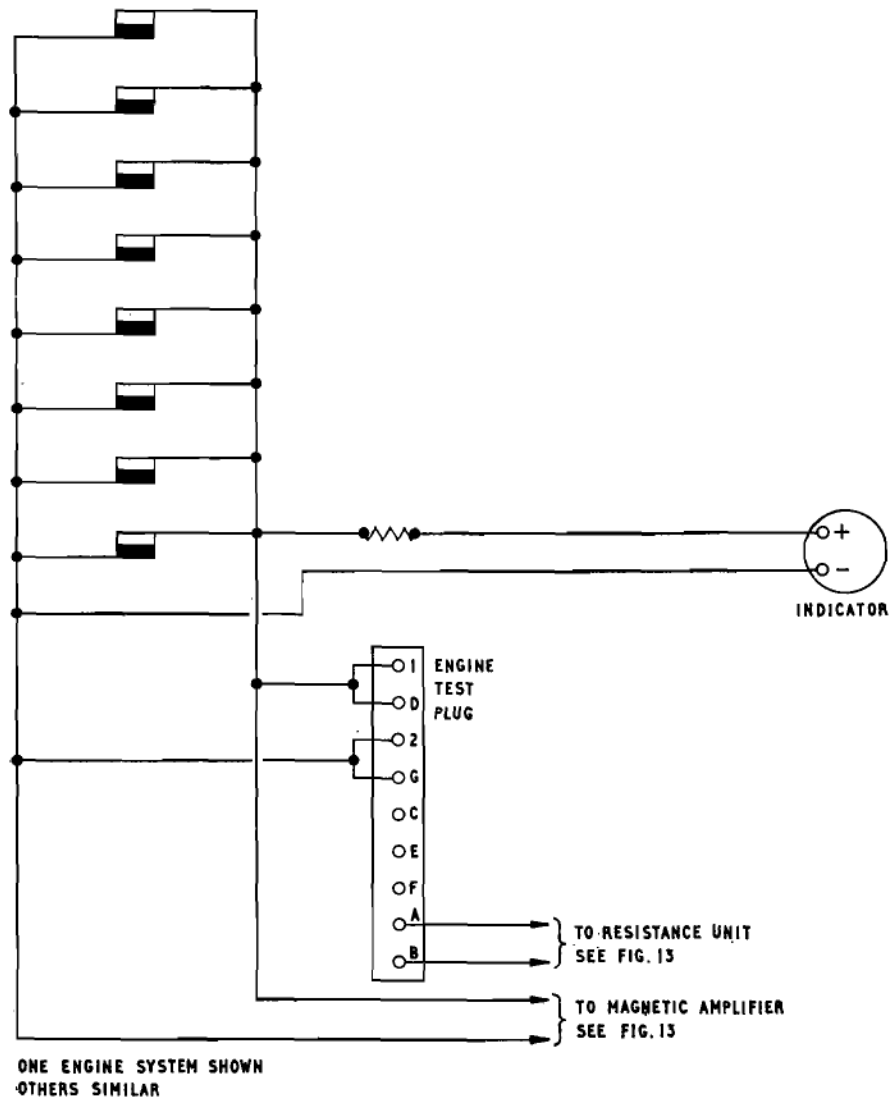 +
−
INDICATOR
1
ENGINE
D
TEST
PLUG
2
G
C
E
F
A
B
TO RESISTANCE UNIT
SEE FIG. 13
TO MAGNETIC AMPLIFIER
SEE FIG. 13
ONE ENGINE SYSTEM SHOWN
OTHERS SIMILAR